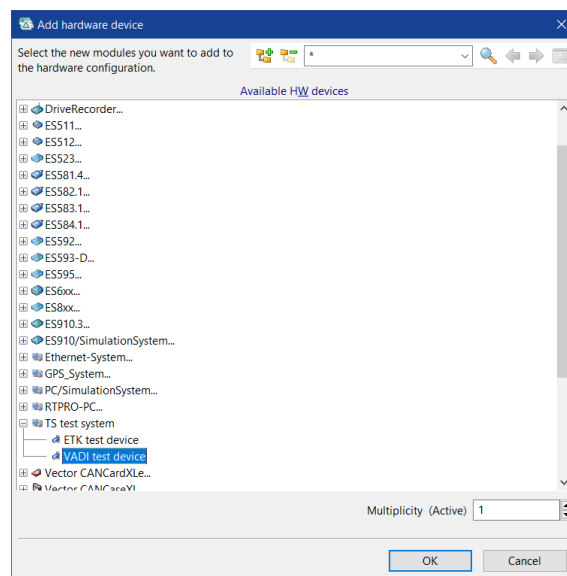 Add hardware device
Select the new modules you want to add to
the hardware configuration.
*
Available HW devices
DriveRecorder...
ES511...
ES512...
ES523...
ES581.4...
ES582.1...
ES583.1...
ES584.1...
ES592...
ES593-D...
ES595...
ES6xx...
ES8xx...
ES910.3...
ES910/SimulationSystem...
Ethernet-System...
GPS_System...
PC/SimulationSystem...
RTPRO-PC...
TS test system
ETK test device
VADI test device
Vector CANCardXLe...
Vector
Multiplicity (Active) 1
OK Cancel